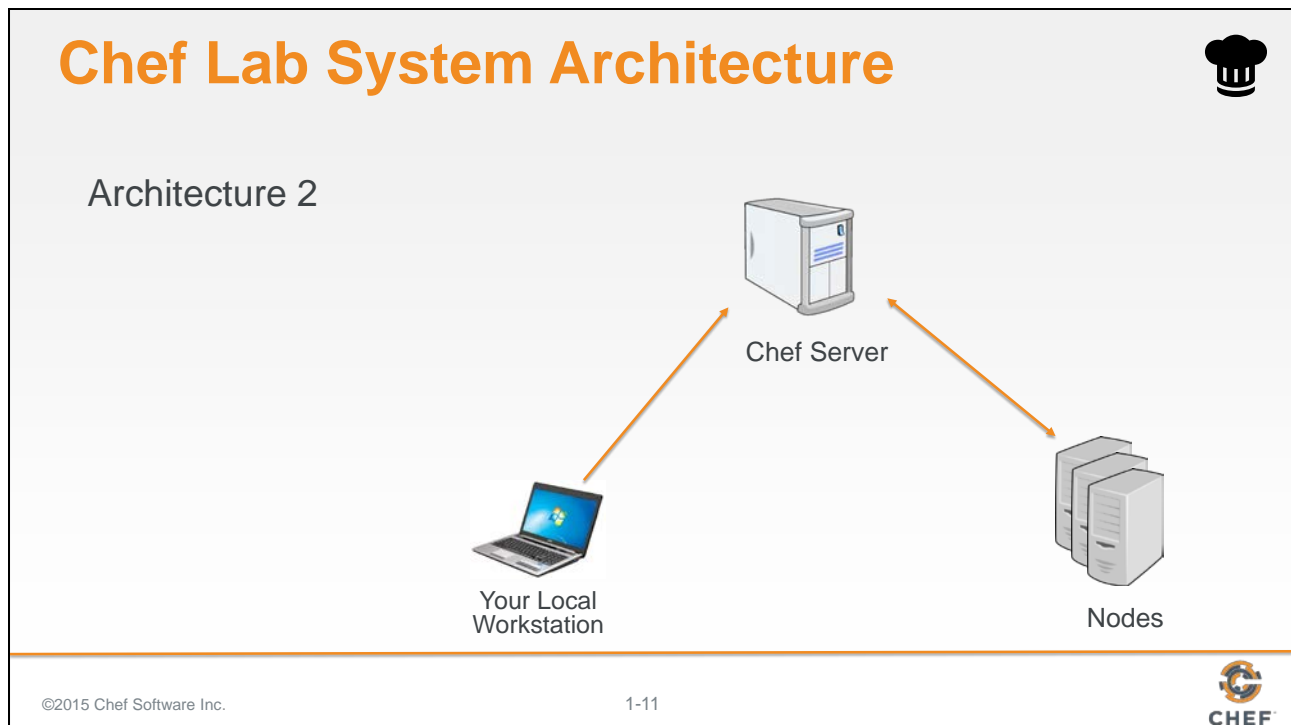 Chef Lab System Architecture
Architecture 2
Chef Server
Your Local
Workstation
Nodes
©2015 Chef Software Inc.
1-11
CHEF